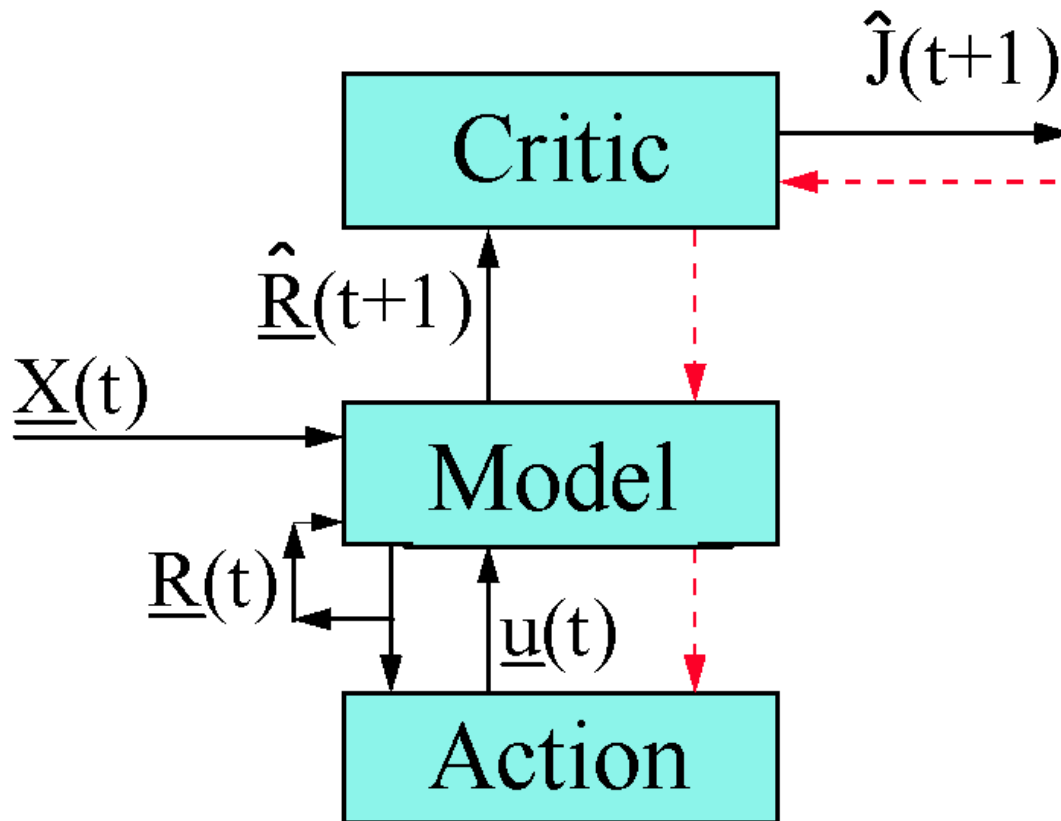 Ĵ(t+1)
Critic
R̂(t+1)
X(t)
Model
R(t)
u(t)
Action